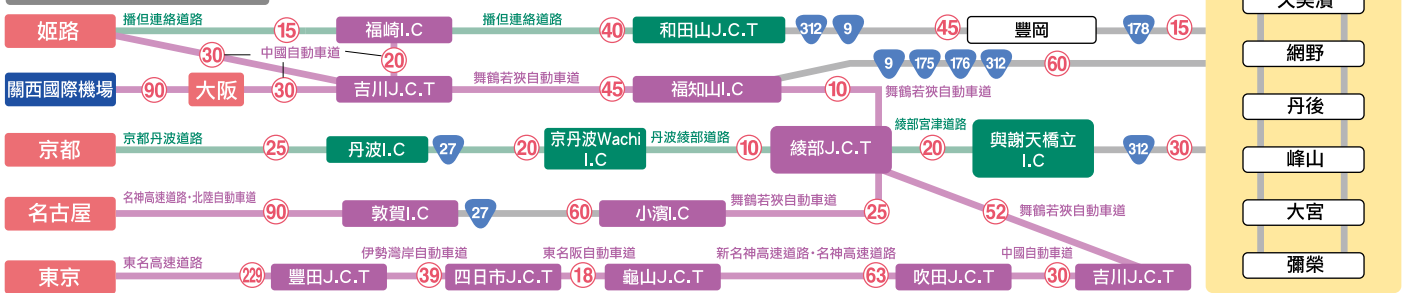 播但連絡道路
播但連絡道路
姬路
15
福崎I.C
40
和田山J.C.T
312
9
45
豐岡
178
15
30
中國自動車道
20
網野
舞鶴若狹自動車道
9
175
176
312
60
關西國際機場
90
大阪
30
吉川J.C.T
45
福知山I.C
10
舞鶴若狹自動車道
丹後
京都丹波道路
丹波綾部道路
綾部宮津道路
京都
25
丹波I.C
27
20
京丹波Wachi
I.C
10
綾部J.C.T
20
與謝天橋立
I.C
312
30
峰山
名神高速道路・北陸自動車道
舞鶴若狹自動車道
名古屋
90
敦賀I.C
27
60
小濱I.C
25
52
舞鶴若狹自動車道
大宮
東名高速道路
伊勢灣岸自動車道
東名阪自動車道
新名神高速道路・名神高速道路
中國自動車道
東京
229
豐田J.C.T
39
四日市J.C.T
18
龜山J.C.T
63
吹田J.C.T
30
吉川J.C.T
彌榮